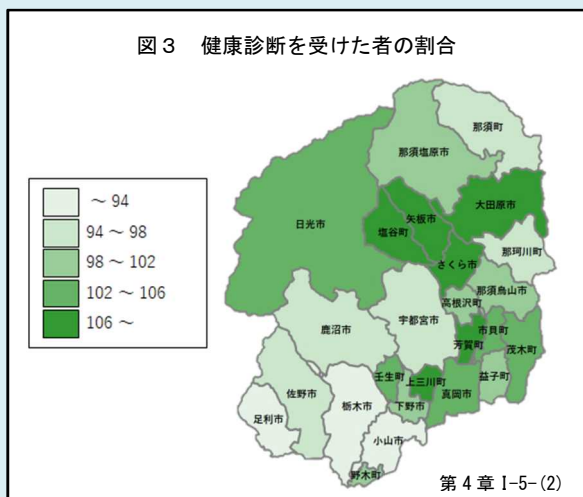 図３ 健康診断を受けた者の割合
～94
94～98
98～102
102～106
106～
那須町
那須塩原市
大田原市
日光市
矢板市
塩谷町
那珂川町
さくら市
那須烏山市
高根沢町
宇都宮市
鹿沼市
市貝町
芳賀町
茂木町
壬生町
上三川町
益子町
真岡市
佐野市
栃木市
下野市
足利市
小山市
野木町
第４章Ⅰ-5-(2)